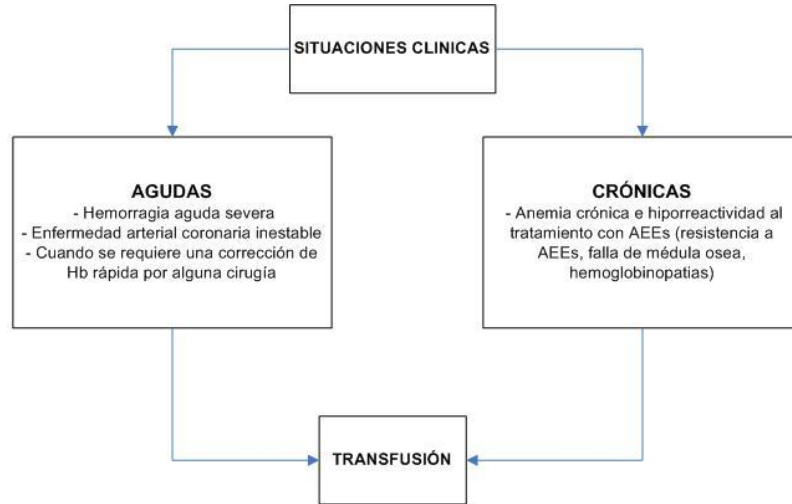 SITUACIONES CLINICAS
AGUDAS
- Hemorragia aguda severa
- Enfermedad arterial coronaria inestable
- Cuando se requiere una corrección de
Hb rápida por alguna cirugía
CRÓNICAS
- Anemia crónica e hiporreactividad al
tratamiento con AEEs (resistencia a
AEEs, falla de médula osea,
hemoglobinopatias)
TRANSFUSIÓN